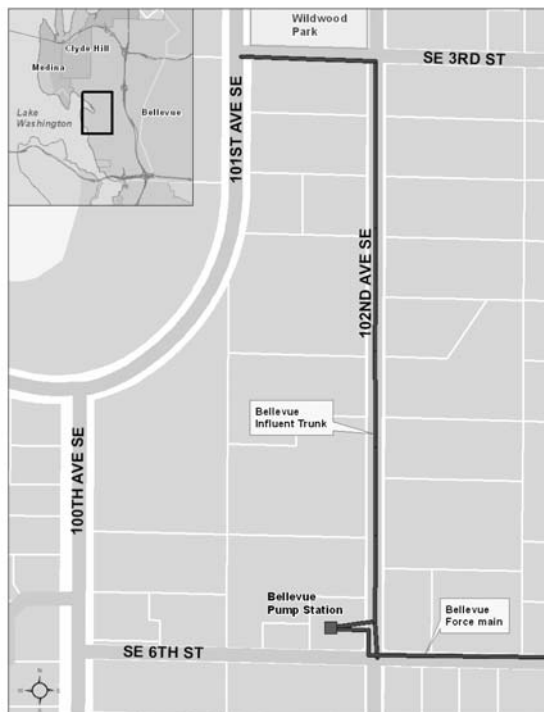 Wildwood
Park
SE 3RD ST
Clyde Hill
Medina
Lake
Washington
Bellevue
101ST AVE SE
102ND AVE SE
Bellevue
Influent Trunk
100TH AVE SE
Bellevue
Pump Station
Bellevue
Force main
SE 6TH ST
N